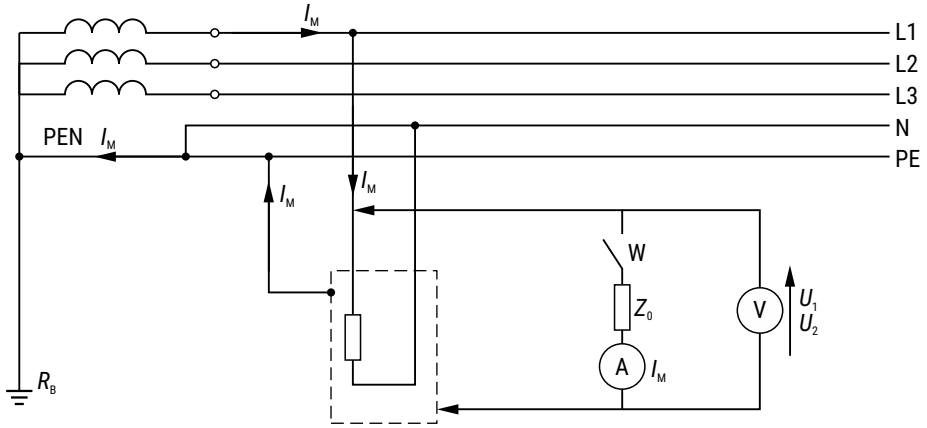 I_M
L1
L2
L3
N
PEN I_M
PE
I_M
I_M
W
Z_0
V
U_1
U_2
A
I_M
R_B